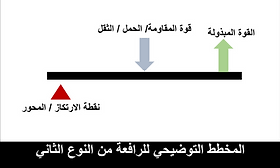 القوة المبذولة
قوة المقاومة/ الحمل / الثقل
نقطة الارتكاز / المحور
المخطط التوضيحي للرافعة من النوع الثاني